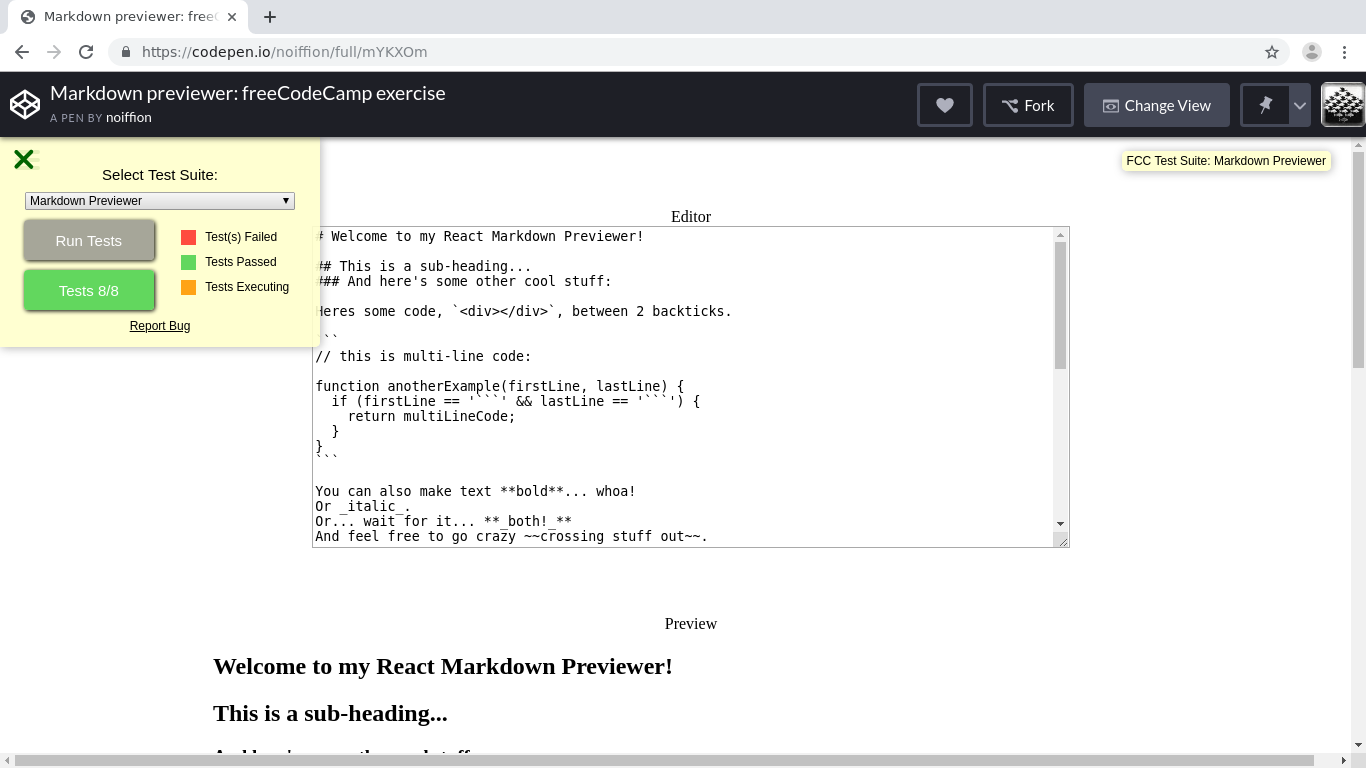 Markdown previewer: freeC
https://codepen.io/noiffion/full/mYKXOm
Markdown previewer: freeCodeCamp exercise
A PEN BY noiffion
Fork
Change View
Select Test Suite:
Markdown Previewer
Run Tests
Tests 8/8
Test(s) Failed
Tests Passed
Tests Executing
Report Bug
FCC Test Suite: Markdown Previewer
Editor
# Welcome to my React Markdown Previewer!
## This is a sub-heading...
### And here's some other cool stuff:
Heres some code, `<div></div>`, between 2 backticks.
```
// this is multi-line code:
function anotherExample(firstLine, lastLine) {
  if (firstLine == '```' && lastLine == '```') {
    return multiLineCode;
  }
}
```
You can also make text **bold**... whoa!
Or _italic_.
Or... wait for it... **_both!_**
And feel free to go crazy ~~crossing stuff out~~.
Preview
Welcome to my React Markdown Previewer!
This is a sub-heading...